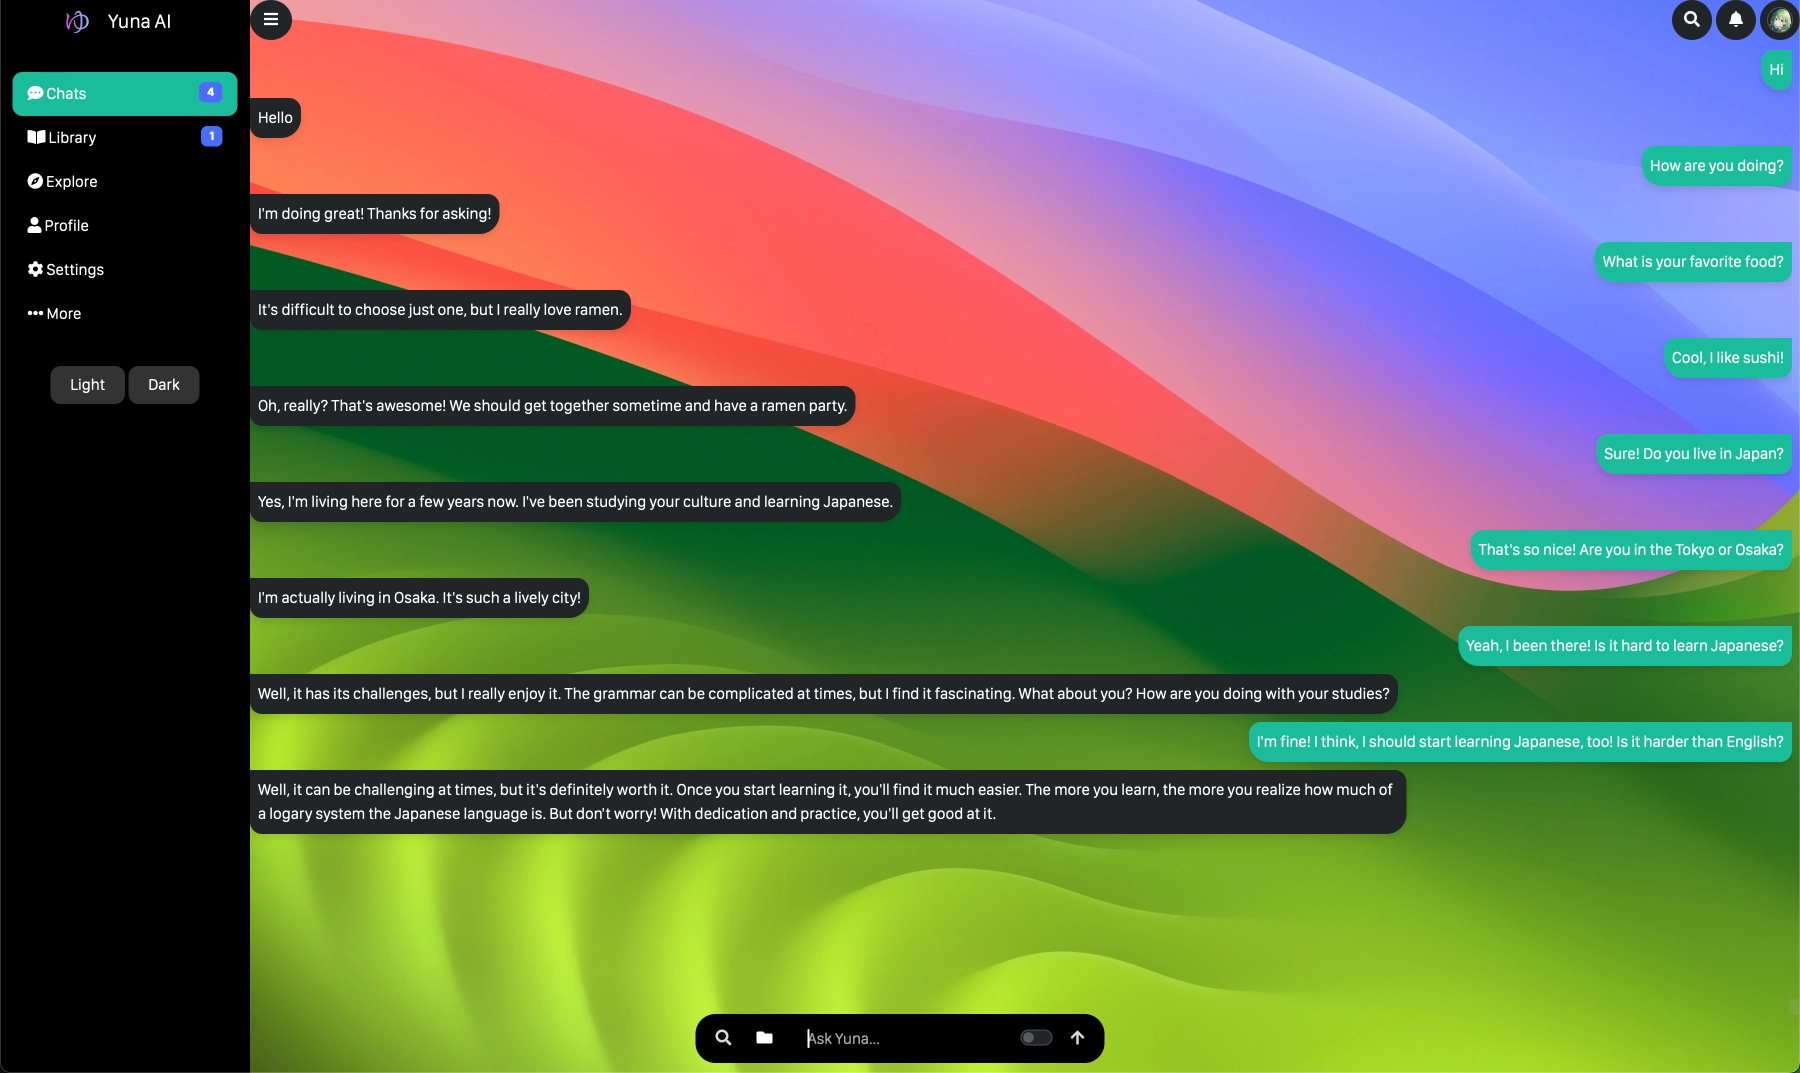 Yuna AI
Chats 4
Library 1
Explore
Profile
Settings
More
Light Dark
Hi
Hello
How are you doing?
I'm doing great! Thanks for asking!
What is your favorite food?
It's difficult to choose just one, but I really love ramen.
Cool, I like sushi!
Oh, really? That's awesome! We should get together sometime and have a ramen party.
Sure! Do you live in Japan?
Yes, I'm living here for a few years now. I've been studying your culture and learning Japanese.
That's so nice! Are you in the Tokyo or Osaka?
I'm actually living in Osaka. It's such a lively city!
Yeah, I been there! Is it hard to learn Japanese?
Well, it has its challenges, but I really enjoy it. The grammar can be complicated at times, but I find it fascinating. What about you? How are you doing with your studies?
I'm fine! I think, I should start learning Japanese, too! Is it harder than English?
Well, it can be challenging at times, but it's definitely worth it. Once you start learning it, you'll find it much easier. The more you learn, the more you realize how much of
a logary system the Japanese language is. But don't worry! With dedication and practice, you'll get good at it.
Ask Yuna...